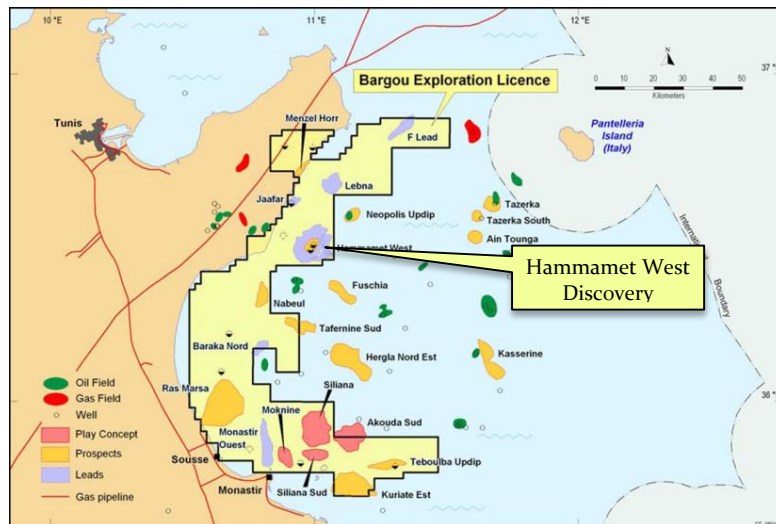 10 °E
11 °E
12 °E
37 °
N
0 10 20 30 40 50
Kilometers
Bargou Exploration Licence
Menzel Horr
F Lead
Tunis
Pantelleria
Island
(Italy)
Lebna
Jaafar
Neopolis Updip
Tazerka
Tazerka South
Ain Tounga
Hammamet West
International
Boundary
Hammamet West
Discovery
Nabeul
Fuschia
Tafernine Sud
Baraka Nord
Hergla Nord Est
Kasserine
Oil Field
Gas Field
Well
Play Concept
Prospects
Leads
Gas pipeline
Ras Marsa
Siliana
Moknine
Akouda Sud
36 °
Monastir
Ouest
Sousse
Teboulba Updip
Monastir
Siliana Sud
Kuriate Est